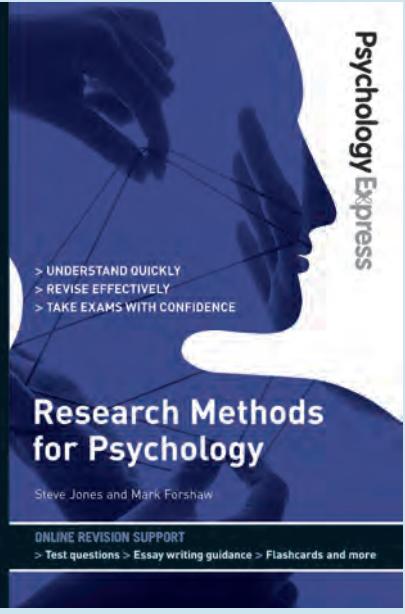 Psychology Express
> UNDERSTAND QUICKLY
> REVISE EFFECTIVELY
> TAKE EXAMS WITH CONFIDENCE
Research Methods
for Psychology
Steve Jones and Mark Forshaw
ONLINE REVISION SUPPORT
> Test questions > Essay writing guidance > Flashcards and more